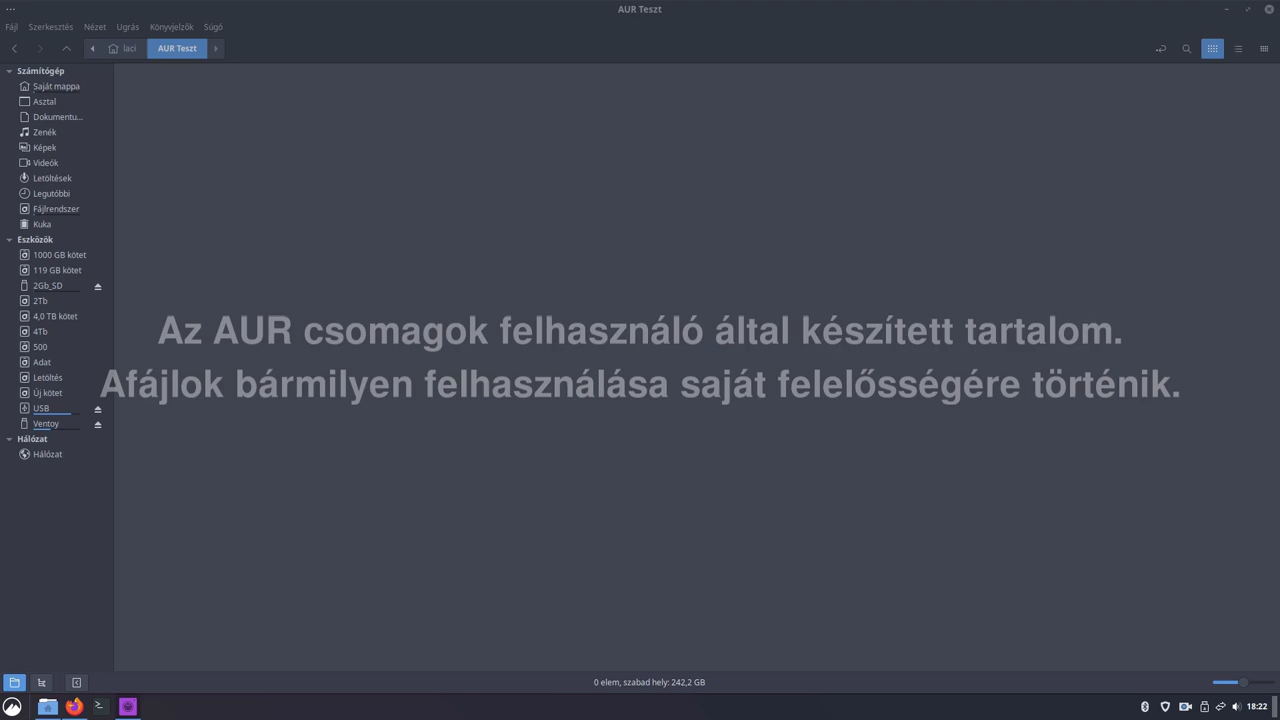 AUR Teszt
Fájl Szerkesztés Nézet Ugrás Könyvjelzők Súgó
laci AUR Teszt
Számítógép
Saját mappa
Asztal
Dokumentu...
Zenék
Képek
Videók
Letöltések
Legutóbbi
Fájlrendszer
Kuka
Eszközök
1000 GB kötet
119 GB kötet
2Gb_SD
2Tb
4,0 TB kötet
4Tb
500
Adat
Letöltés
Új kötet
USB
Ventoy
Hálózat
Hálózat
Az AUR csomagok felhasználó által készített tartalom.
Afájlok bármilyen felhasználása saját felelősségére történik.
0 elem, szabad hely: 242,2 GB
18:22